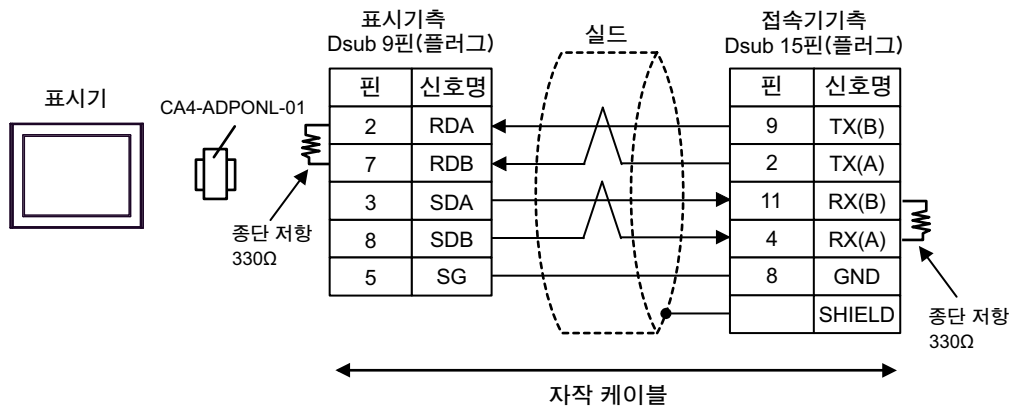 표시기측
Dsub 9핀(플러그)
실드
접속기기측
Dsub 15핀(플러그)
표시기
CA4-ADPONL-01
핀 신호명
2 RDA
7 RDB
3 SDA
8 SDB
5 SG
핀 신호명
9 TX(B)
2 TX(A)
11 RX(B)
4 RX(A)
8 GND
SHIELD
종단 저항
330Ω
종단 저항
330Ω
자작 케이블